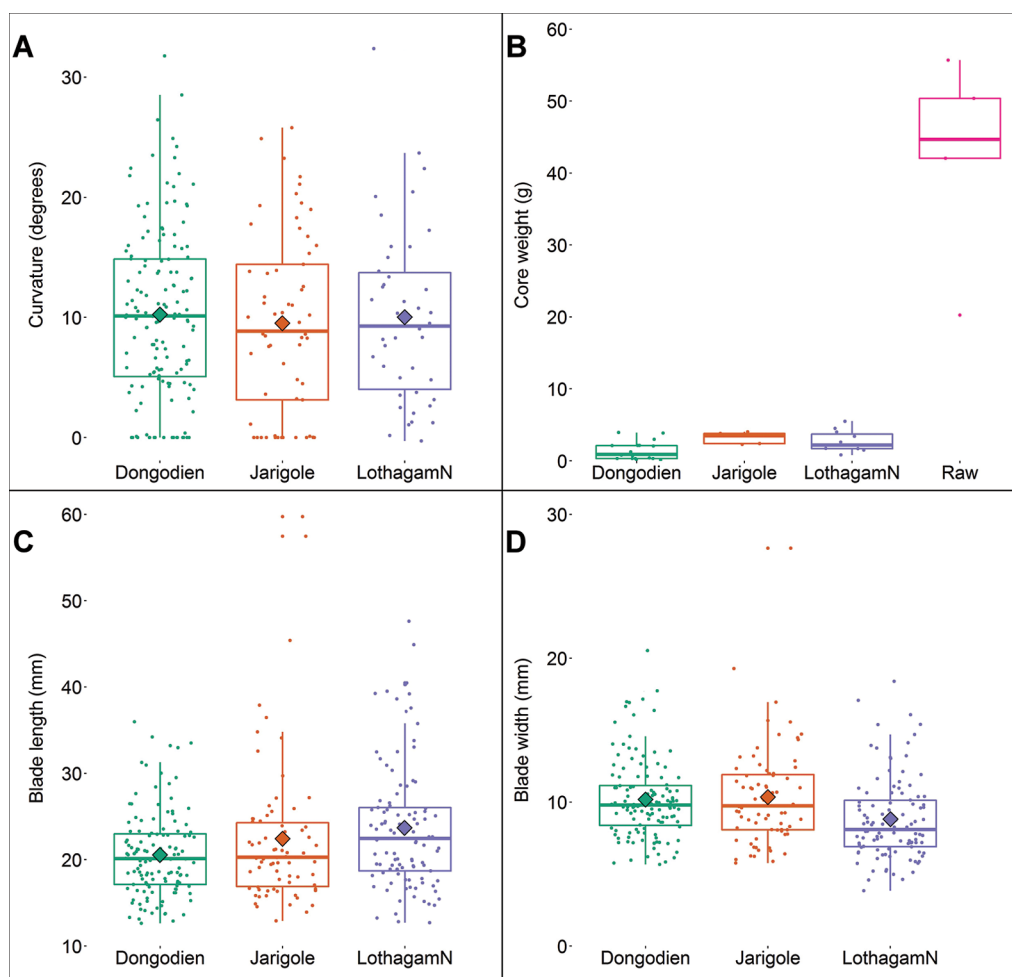 A
Curvature (degrees)
30
20
10
0
Dongodien Jarigole LothagamN
B
Core weight (g)
60
50
40
30
20
10
0
Dongodien Jarigole LothagamN Raw
C
Blade length (mm)
60
50
40
30
20
10
Dongodien Jarigole LothagamN
D
Blade width (mm)
30
20
10
0
Dongodien Jarigole LothagamN